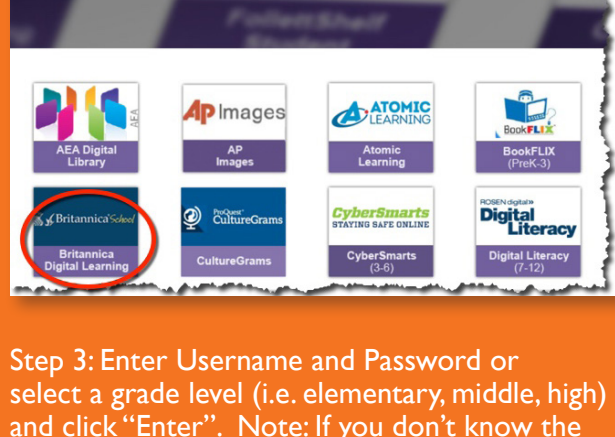 FollettShelf
Student
AEA
AP Images
ATOMIC
LEARNING
BookFLIX
AEA Digital
Library
AP
Images
Atomic
Learning
BookFLIX
(PreK-3)
Britannica School
ProQuest
CultureGrams
CyberSmarts
STAYING SAFE ONLINE
ROSEN digital
Digital
Literacy
Britannica
Digital Learning
CultureGrams
CyberSmarts
(3-6)
Digital Literacy
(7-12)
Step 3: Enter Username and Password or
select a grade level (i.e. elementary, middle, high)
and click “Enter”. Note: If you don’t know the